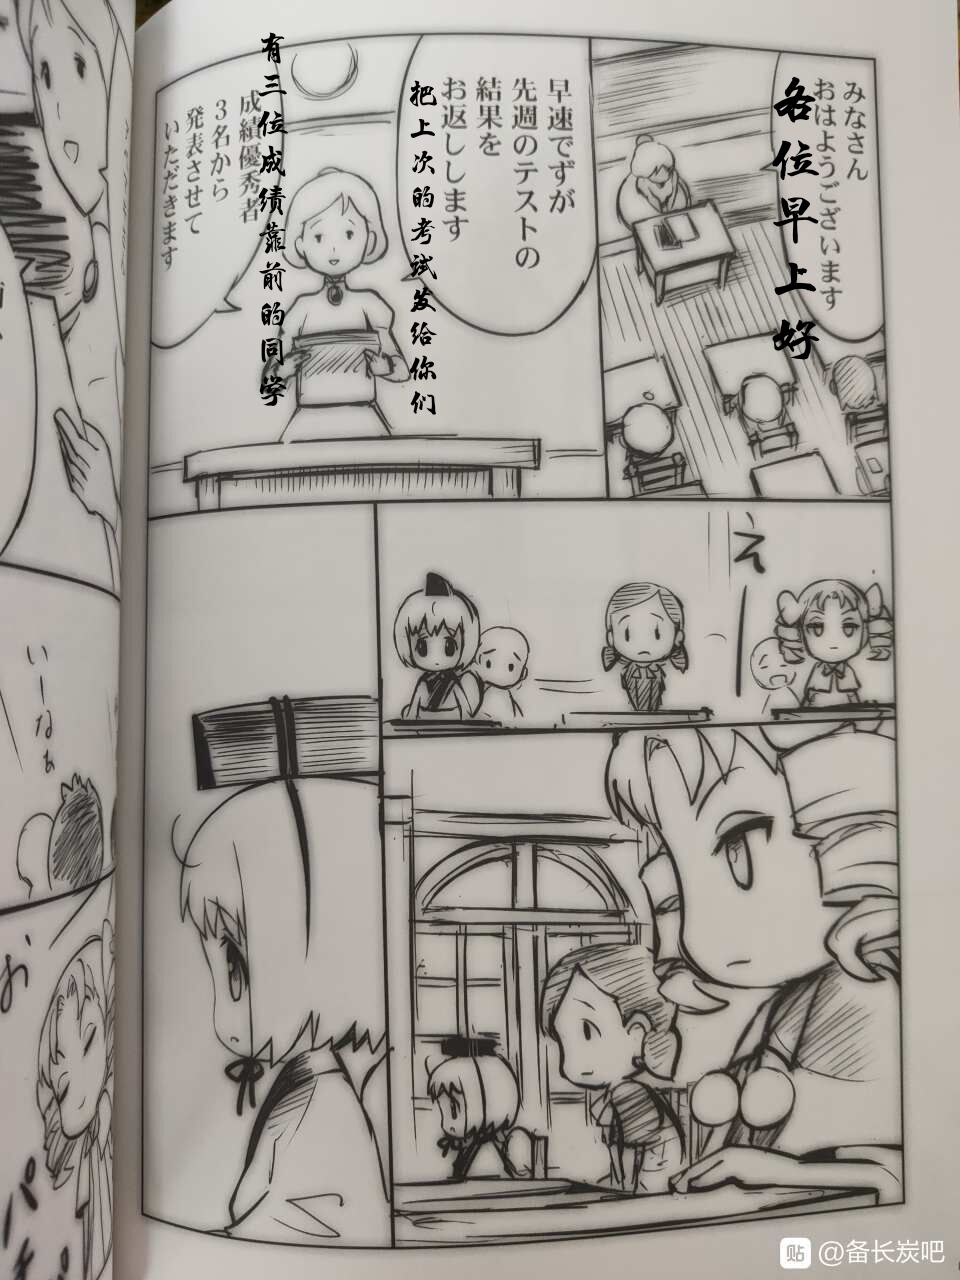 みなさん
おはようございます
各位早上好
早速ですが
先週のテストの
結果を
お返しします
把上次的考试发给你们
成績優秀者
3名から
発表させて
いただきます
有三位成绩靠前的同学
え
いーなぁ
お
パ
贴 @备长炭吧